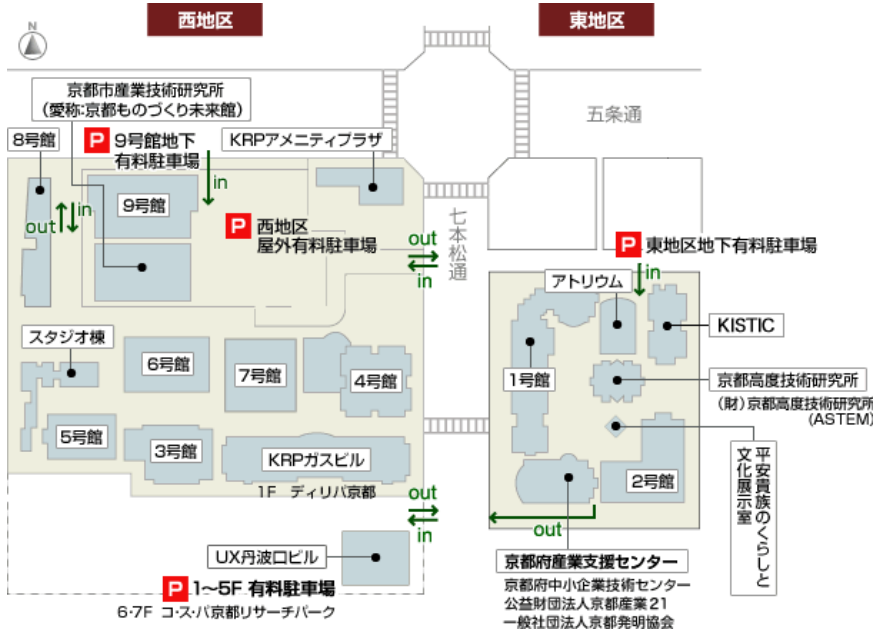 西地区
東地区
N
京都市産業技術研究所
(愛称:京都ものづくり未来館)
五条通
8号館
P 9号館地下
有料駐車場
KRPアメニティプラザ
in
9号館
out
in
P 西地区
屋外有料駐車場
七本松通
out
in
P 東地区地下有料駐車場
in
アトリウム
KISTIC
スタジオ棟
6号館
7号館
4号館
1号館
京都高度技術研究所
(財)京都高度技術研究所
(ASTEM)
5号館
3号館
KRPガスビル
1F ディリパ京都
2号館
平安貴族のくらしと
文化展示室
out
in
out
UX丹波口ビル
P 1〜5F 有料駐車場
6・7F コ・ス・パ京都リサーチパーク
京都府産業支援センター
京都府中小企業技術センター
公益財団法人京都産業21
一般社団法人京都発明協会